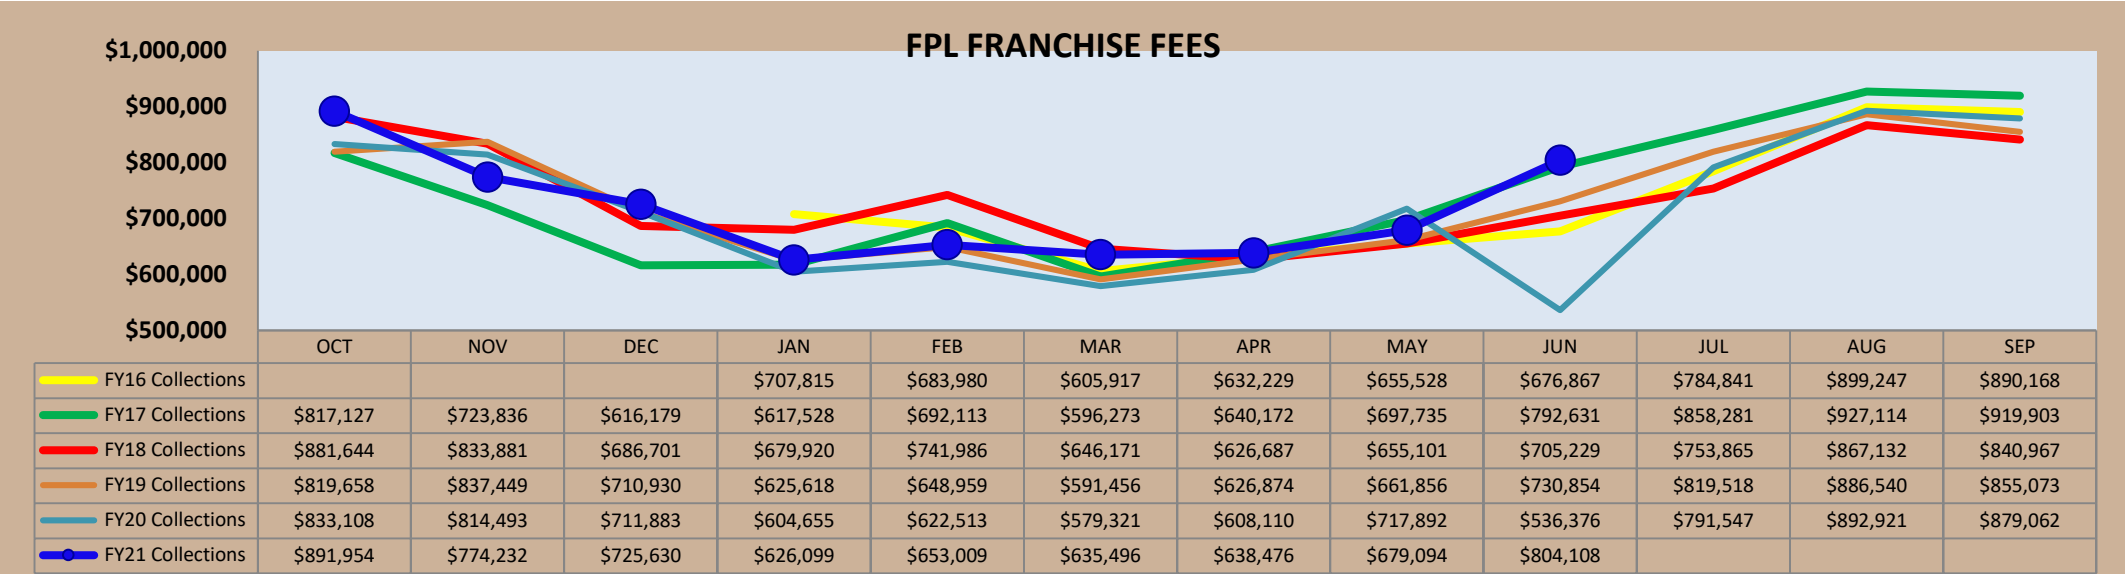 FPL FRANCHISE FEES
$1,000,000
$900,000
$800,000
$700,000
$600,000
$500,000
OCT NOV DEC JAN FEB MAR APR MAY JUN JUL AUG SEP
FY16 Collections $707,815 $683,980 $605,917 $632,229 $655,528 $676,867 $784,841 $899,247 $890,168
FY17 Collections $817,127 $723,836 $616,179 $617,528 $692,113 $596,273 $640,172 $697,735 $792,631 $858,281 $927,114 $919,903
FY18 Collections $881,644 $833,881 $686,701 $679,920 $741,986 $646,171 $626,687 $655,101 $705,229 $753,865 $867,132 $840,967
FY19 Collections $819,658 $837,449 $710,930 $625,618 $648,959 $591,456 $626,874 $661,856 $730,854 $819,518 $886,540 $855,073
FY20 Collections $833,108 $814,493 $711,883 $604,655 $622,513 $579,321 $608,110 $717,892 $536,376 $791,547 $892,921 $879,062
FY21 Collections $891,954 $774,232 $725,630 $626,099 $653,009 $635,496 $638,476 $679,094 $804,108